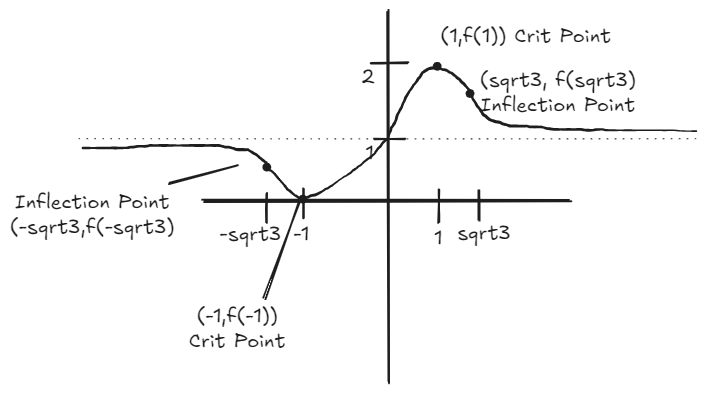 (1,f(1)) Crit Point
2
(sqrt3, f(sqrt3)
Inflection Point
1
Inflection Point
(-sqrt3,f(-sqrt3)
-sqrt3
-1
1
sqrt3
(-1,f(-1))
Crit Point